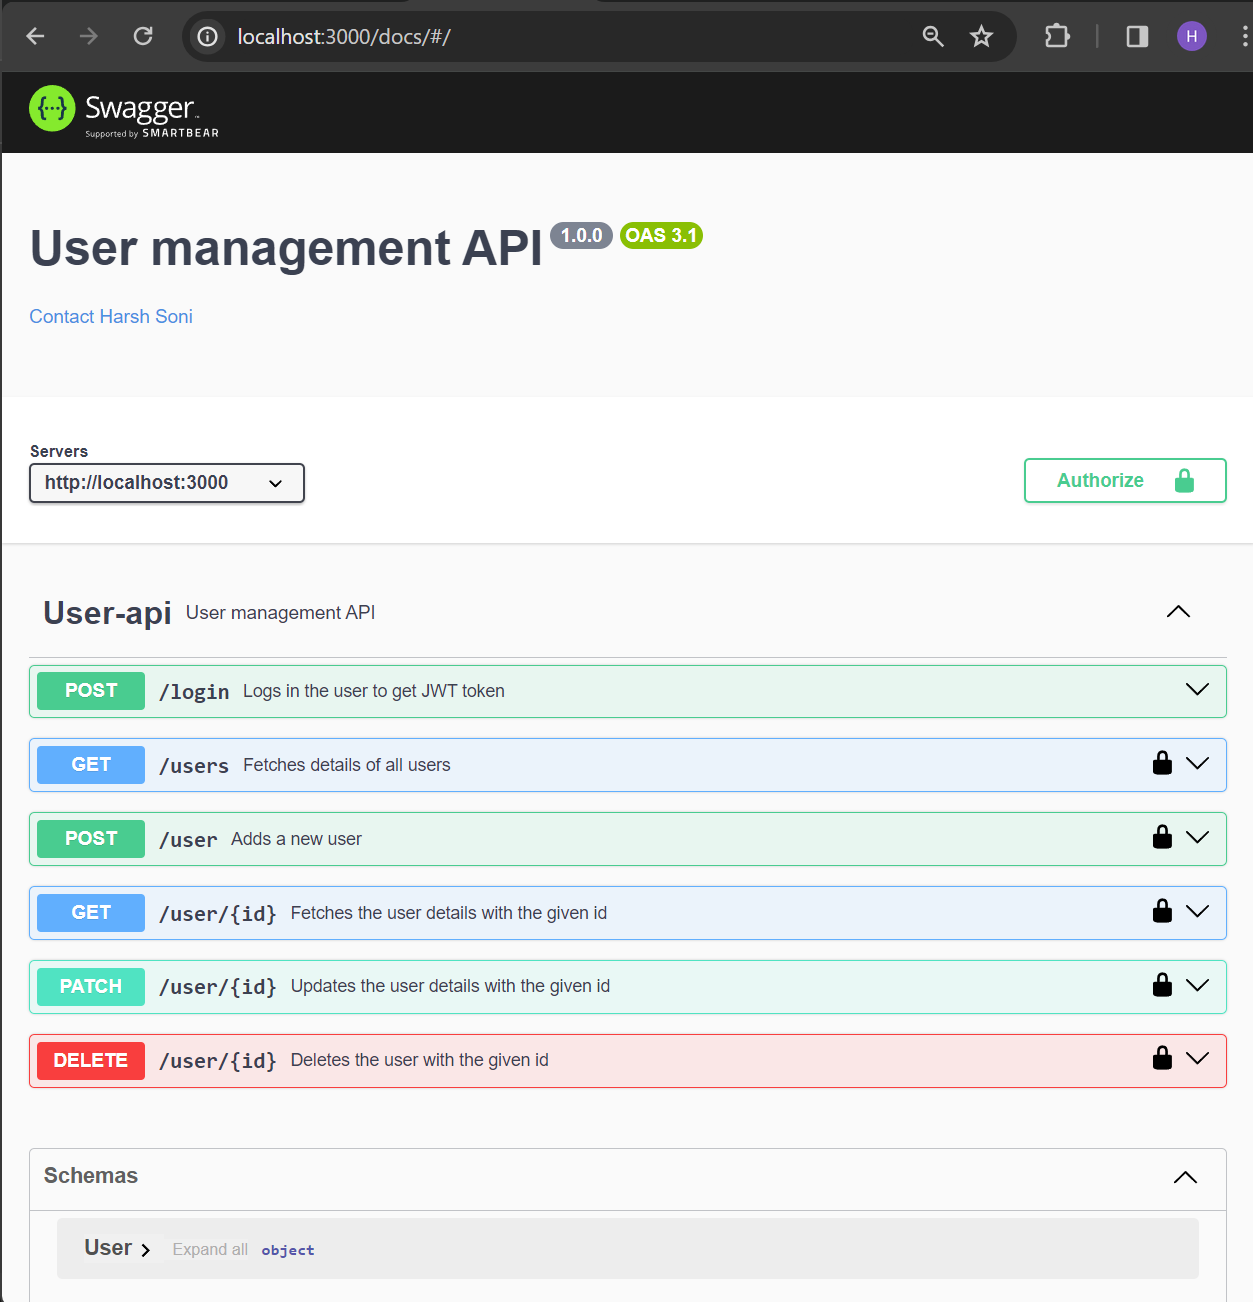 localhost:3000/docs/#/
H
{···} Swagger™
Supported by SMARTBEAR
User management API 1.0.0 OAS 3.1
Contact Harsh Soni
Servers
http://localhost:3000
Authorize
User-api User management API
POST /login Logs in the user to get JWT token
GET /users Fetches details of all users
POST /user Adds a new user
GET /user/{id} Fetches the user details with the given id
PATCH /user/{id} Updates the user details with the given id
DELETE /user/{id} Deletes the user with the given id
Schemas
User Expand all object